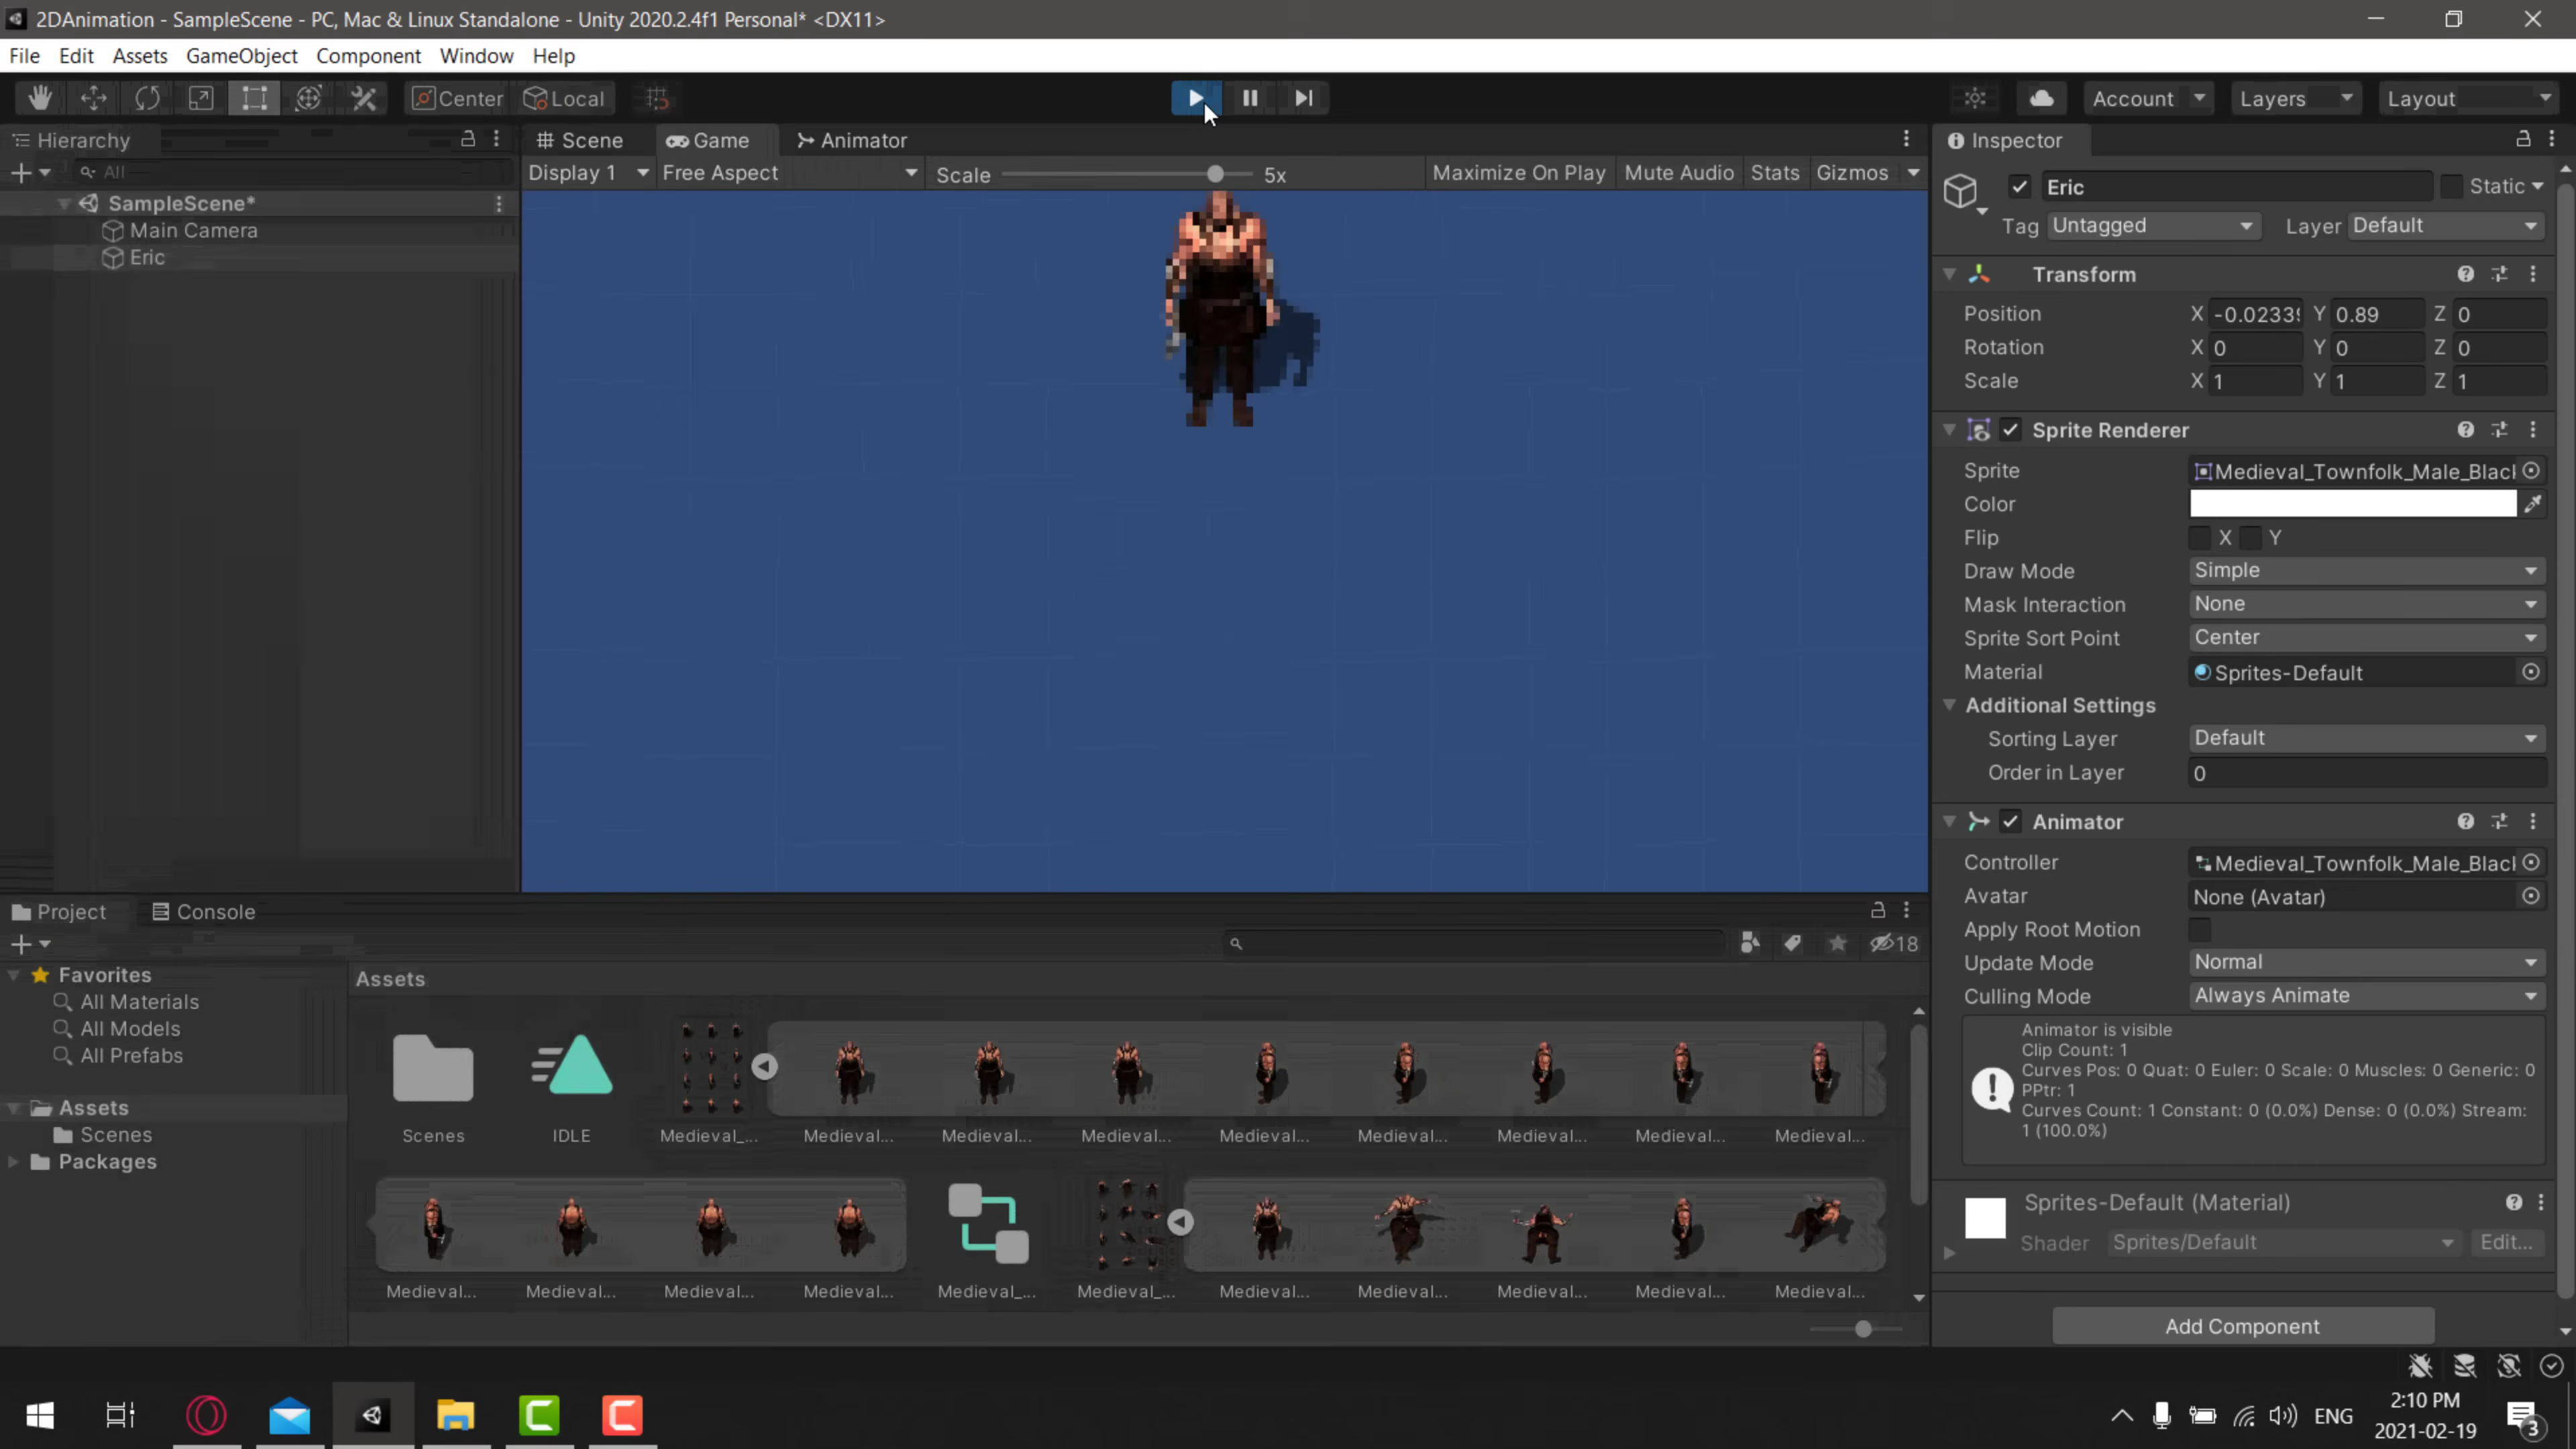 2DAnimation - SampleScene - PC, Mac & Linux Standalone - Unity 2020.2.4f1 Personal* <DX11>
File Edit Assets GameObject Component Window Help
Center Local Account Layers Layout
Hierarchy
All
SampleScene*
Main Camera
Eric
Scene Game Animator
Display 1 Free Aspect Scale 5x Maximize On Play Mute Audio Stats Gizmos
Inspector
Eric Static
Tag Untagged Layer Default
Transform
Position X -0.0233 Y 0.89 Z 0
Rotation X 0 Y 0 Z 0
Scale X 1 Y 1 Z 1
Sprite Renderer
Sprite Medieval_Townfolk_Male_Blacl
Color
Flip X Y
Draw Mode Simple
Mask Interaction None
Sprite Sort Point Center
Material Sprites-Default
Additional Settings
Sorting Layer Default
Order in Layer 0
Animator
Controller Medieval_Townfolk_Male_Blacl
Avatar None (Avatar)
Apply Root Motion
Update Mode Normal
Culling Mode Always Animate
Animator is visible
Clip Count: 1
Curves Pos: 0 Quat: 0 Euler: 0 Scale: 0 Muscles: 0 Generic: 0
PPtr: 1
Curves Count: 1 Constant: 0 (0.0%) Dense: 0 (0.0%) Stream:
1 (100.0%)
Sprites-Default (Material)
Shader Sprites/Default Edit...
Add Component
Project Console
18
Favorites
All Materials
All Models
All Prefabs
Assets
Scenes
Packages
Assets
Scenes IDLE Medieval_... Medieval... Medieval... Medieval... Medieval... Medieval... Medieval... Medieval... Medieval...
Medieval... Medieval... Medieval... Medieval... Medieval_... Medieval_... Medieval... Medieval... Medieval... Medieval... Medieval...
ENG
2:10 PM
2021-02-19
3